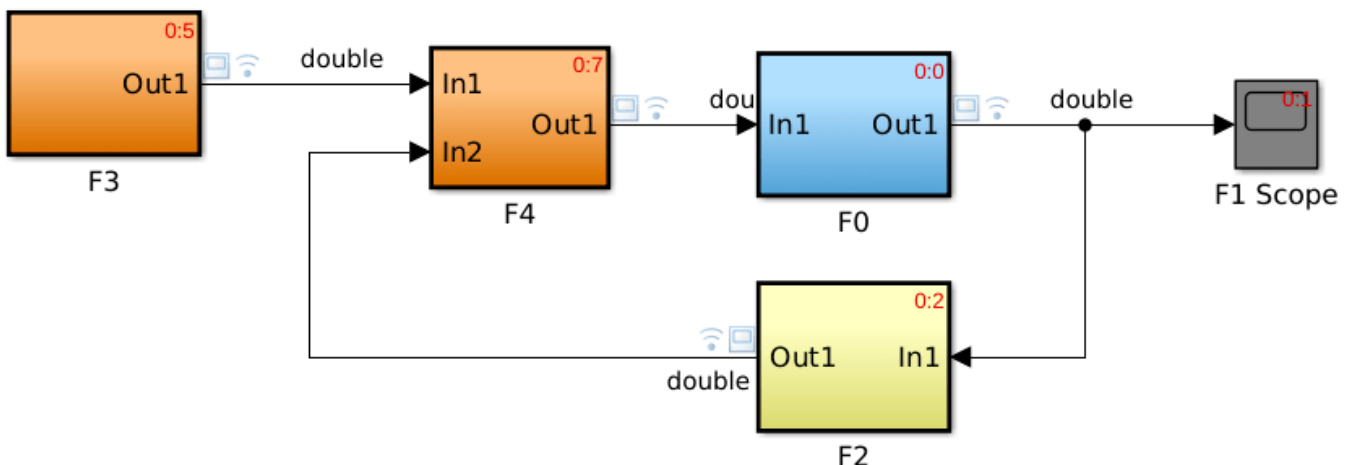 0:5
Out1
F3
double
0:7
In1
Out1
In2
F4
dou
0:0
In1
Out1
F0
double
0:1
F1 Scope
0:2
Out1
In1
F2
double